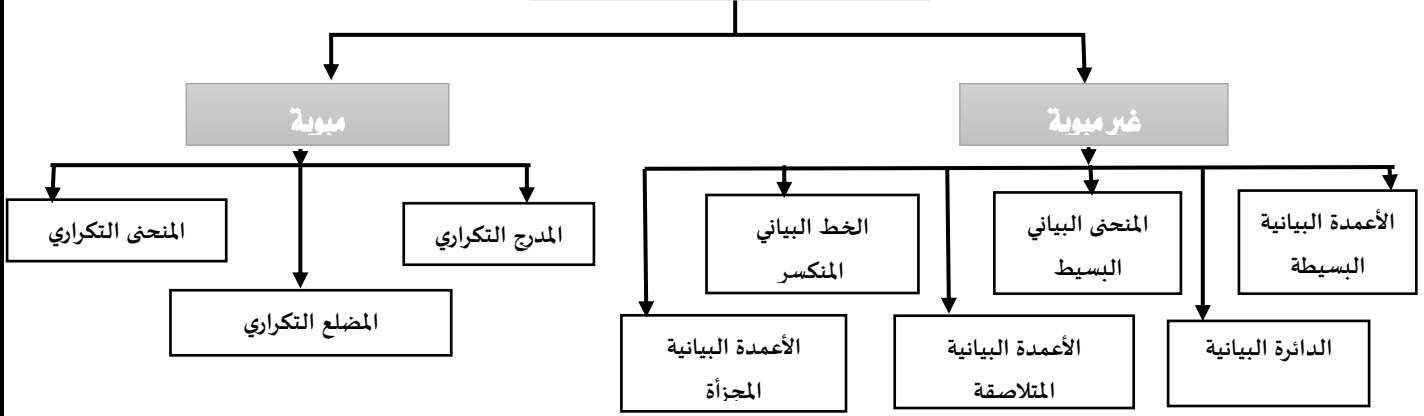 غير مبوبة
مبوبة
الأعمدة البيانية
البسيطة
المنحنى البياني
البسيط
الخط البياني
المنكسر
الدائرة البيانية
الأعمدة البيانية
المتلاصقة
الأعمدة البيانية
المجزأة
المدرج التكراري
المنحنى التكراري
المضلع التكراري